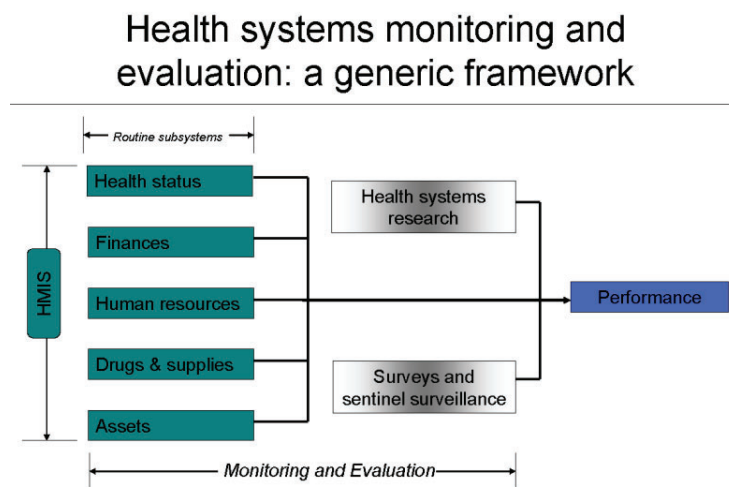 Health systems monitoring and
evaluation: a generic framework
Routine subsystems
Health status
Finances
Human resources
Drugs & supplies
Assets
HMIS
Health systems
research
Surveys and
sentinel surveillance
Performance
Monitoring and Evaluation